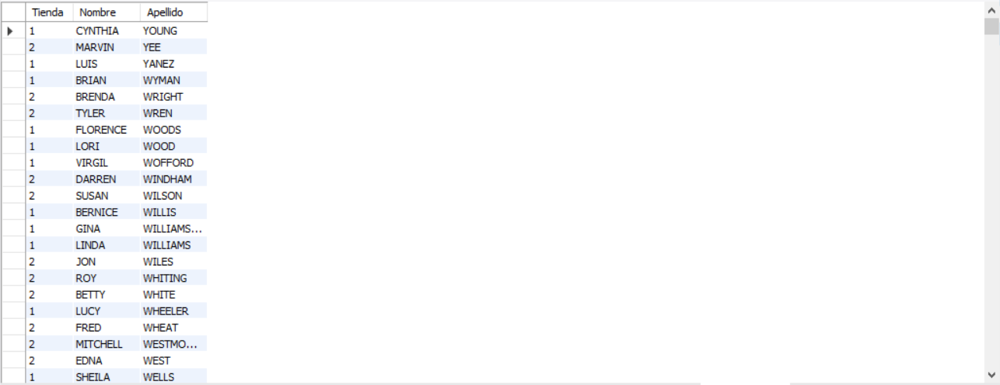 Tienda Nombre Apellido
1 CYNTHIA YOUNG
2 MARVIN YEE
1 LUIS YANEZ
1 BRIAN WYMAN
2 BRENDA WRIGHT
2 TYLER WREN
1 FLORENCE WOODS
1 LORI WOOD
1 VIRGIL WOFFORD
2 DARREN WINDHAM
2 SUSAN WILSON
1 BERNICE WILLIS
1 GINA WILLIAMS...
1 LINDA WILLIAMS
2 JON WILES
2 ROY WHITING
2 BETTY WHITE
1 LUCY WHEELER
2 FRED WHEAT
2 MITCHELL WESTMO...
2 EDNA WEST
1 SHEILA WELLS